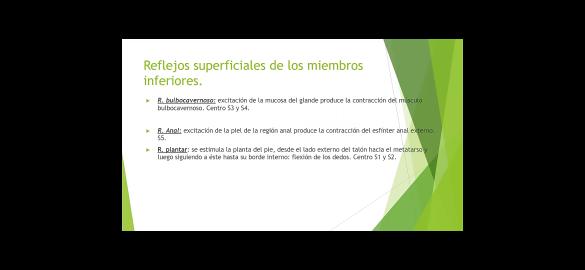 Reflejos superficiales de los miembros
inferiores.
R. bulbocavernoso: excitación de la mucosa del glande produce la contracción del músculo
bulbocavernoso. Centro S3 y S4.
R. Anal: excitación de la piel de la región anal produce la contracción del esfínter anal externo.
S5.
R. plantar: se estimula la planta del pie, desde el lado externo del talón hacia el metatarso y
luego siguiendo a éste hasta su borde interno: flexión de los dedos. Centro S1 y S2.